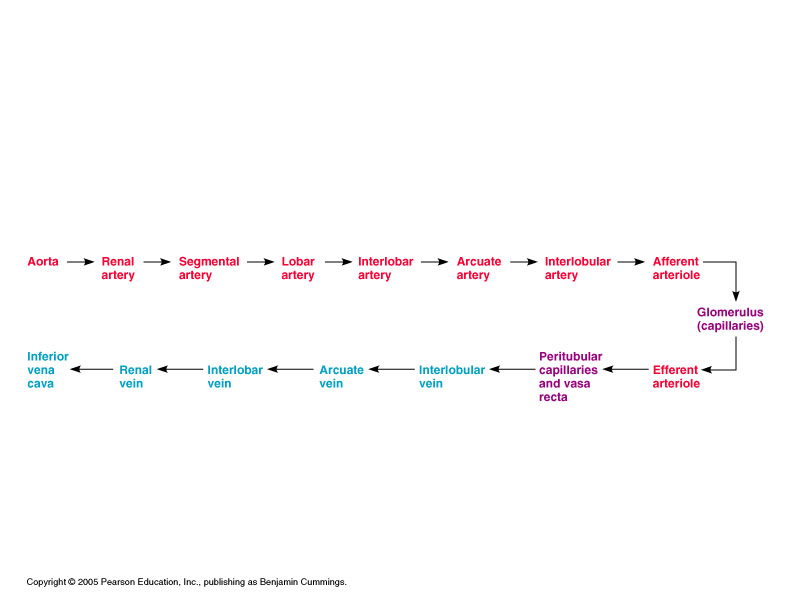 Aorta
Renal
artery
Segmental
artery
Lobar
artery
Interlobar
artery
Arcuate
artery
Interlobular
artery
Afferent
arteriole
Glomerulus
(capillaries)
Efferent
arteriole
Peritubular
capillaries
and vasa
recta
Interlobular
vein
Arcuate
vein
Interlobar
vein
Renal
vein
Inferior
vena
cava
Copyright © 2005 Pearson Education, Inc., publishing as Benjamin Cummings.